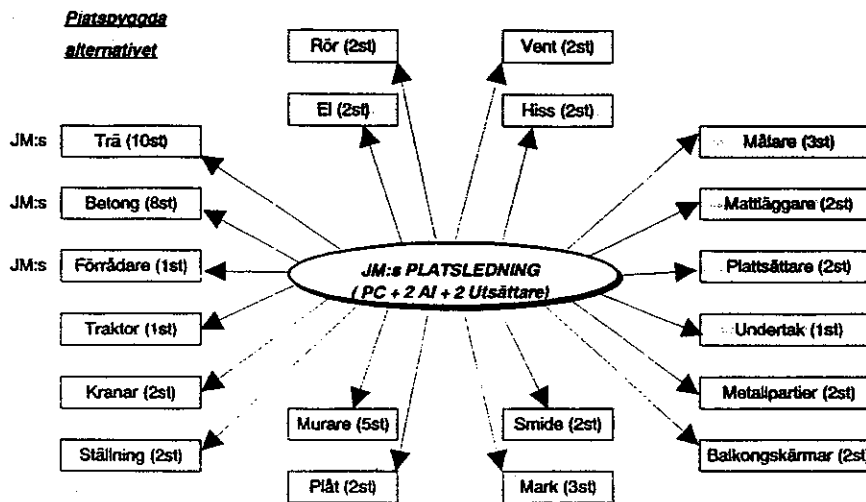 Platsbyggda
alternativet
Rör (2st)
Vent (2st)
El (2st)
Hiss (2st)
JM:s Trä (10st)
Målare (3st)
JM:s Betong (8st)
Mattläggare (2st)
JM:s Förrådare (1st)
JM:s PLATSLEDNING
( PC + 2 AI + 2 Utsättare)
Plattsättare (2st)
Traktor (1st)
Undertak (1st)
Kranar (2st)
Metallpartier (2st)
Murare (5st)
Smide (2st)
Ställning (2st)
Balkongskärmar (2st)
Plåt (2st)
Mark (3st)